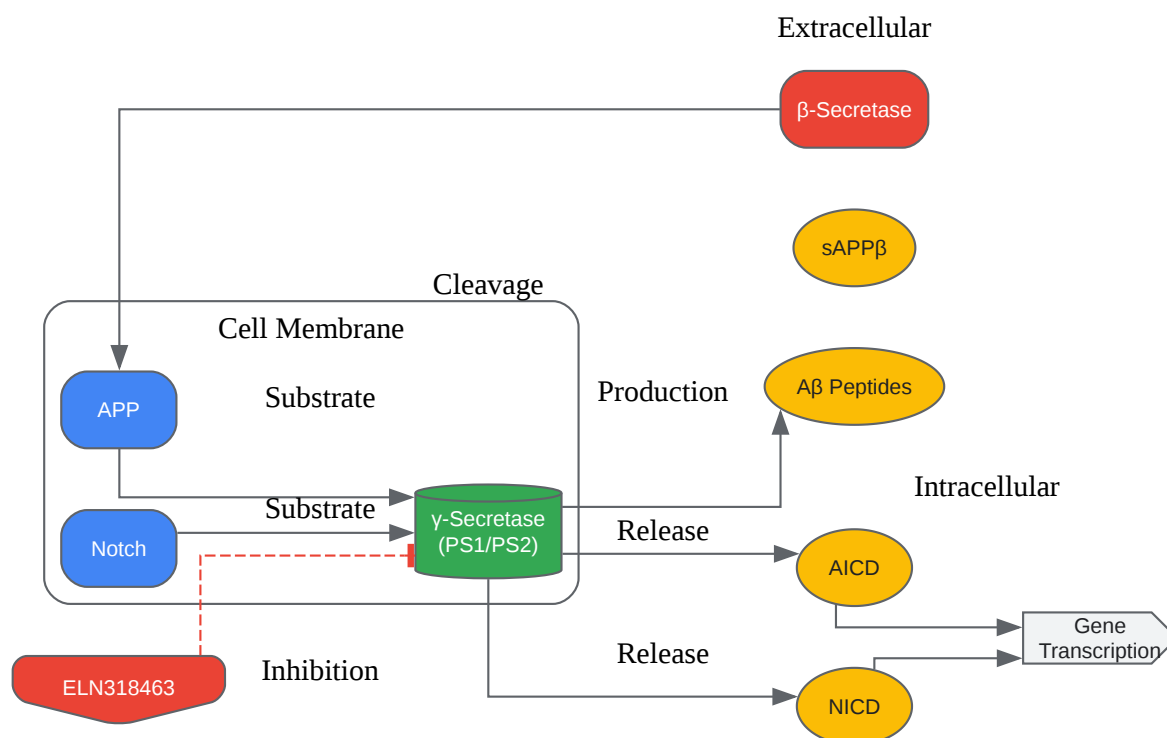 Extracellular
β-Secretase
sAPPβ
Cleavage
Cell Membrane
APP
Substrate
Production
Aβ Peptides
Intracellular
Substrate
γ-Secretase
(PS1/PS2)
Notch
Release
AICD
Gene
Transcription
Release
Inhibition
ELN318463
NICD